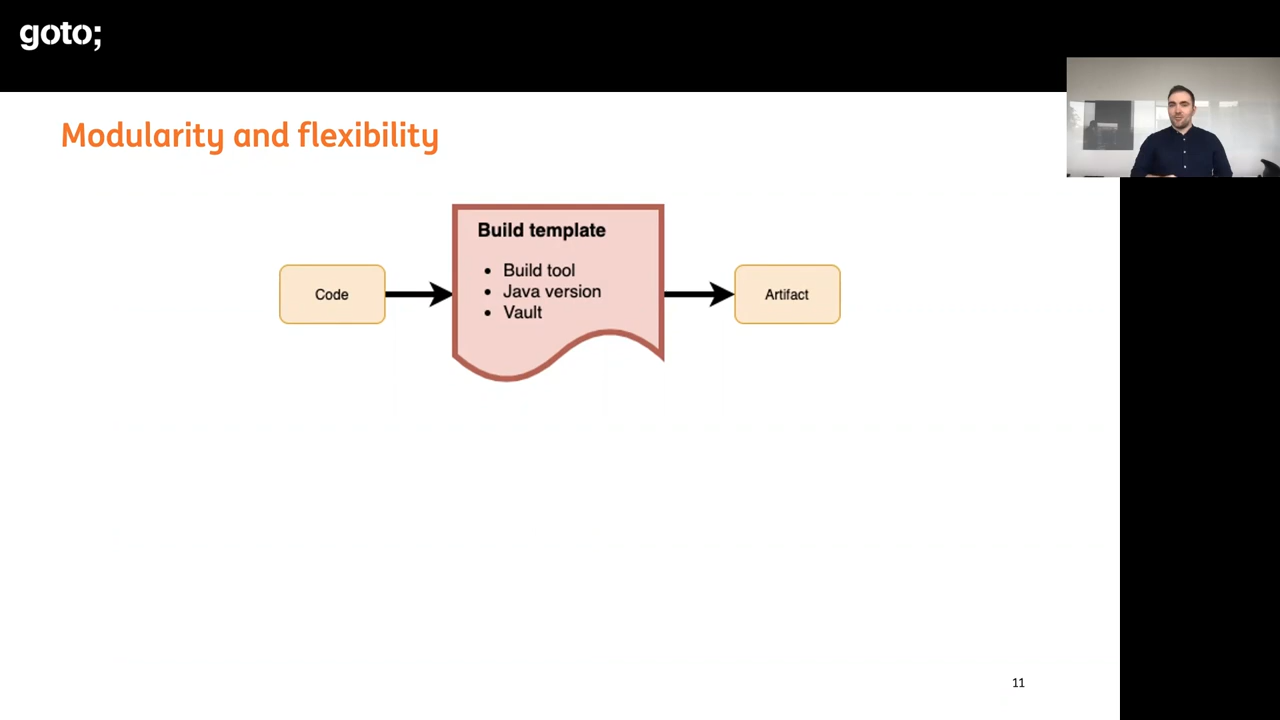 goto;
Modularity and flexibility
Build template
• Build tool
• Java version
• Vault
Code
Artifact
11